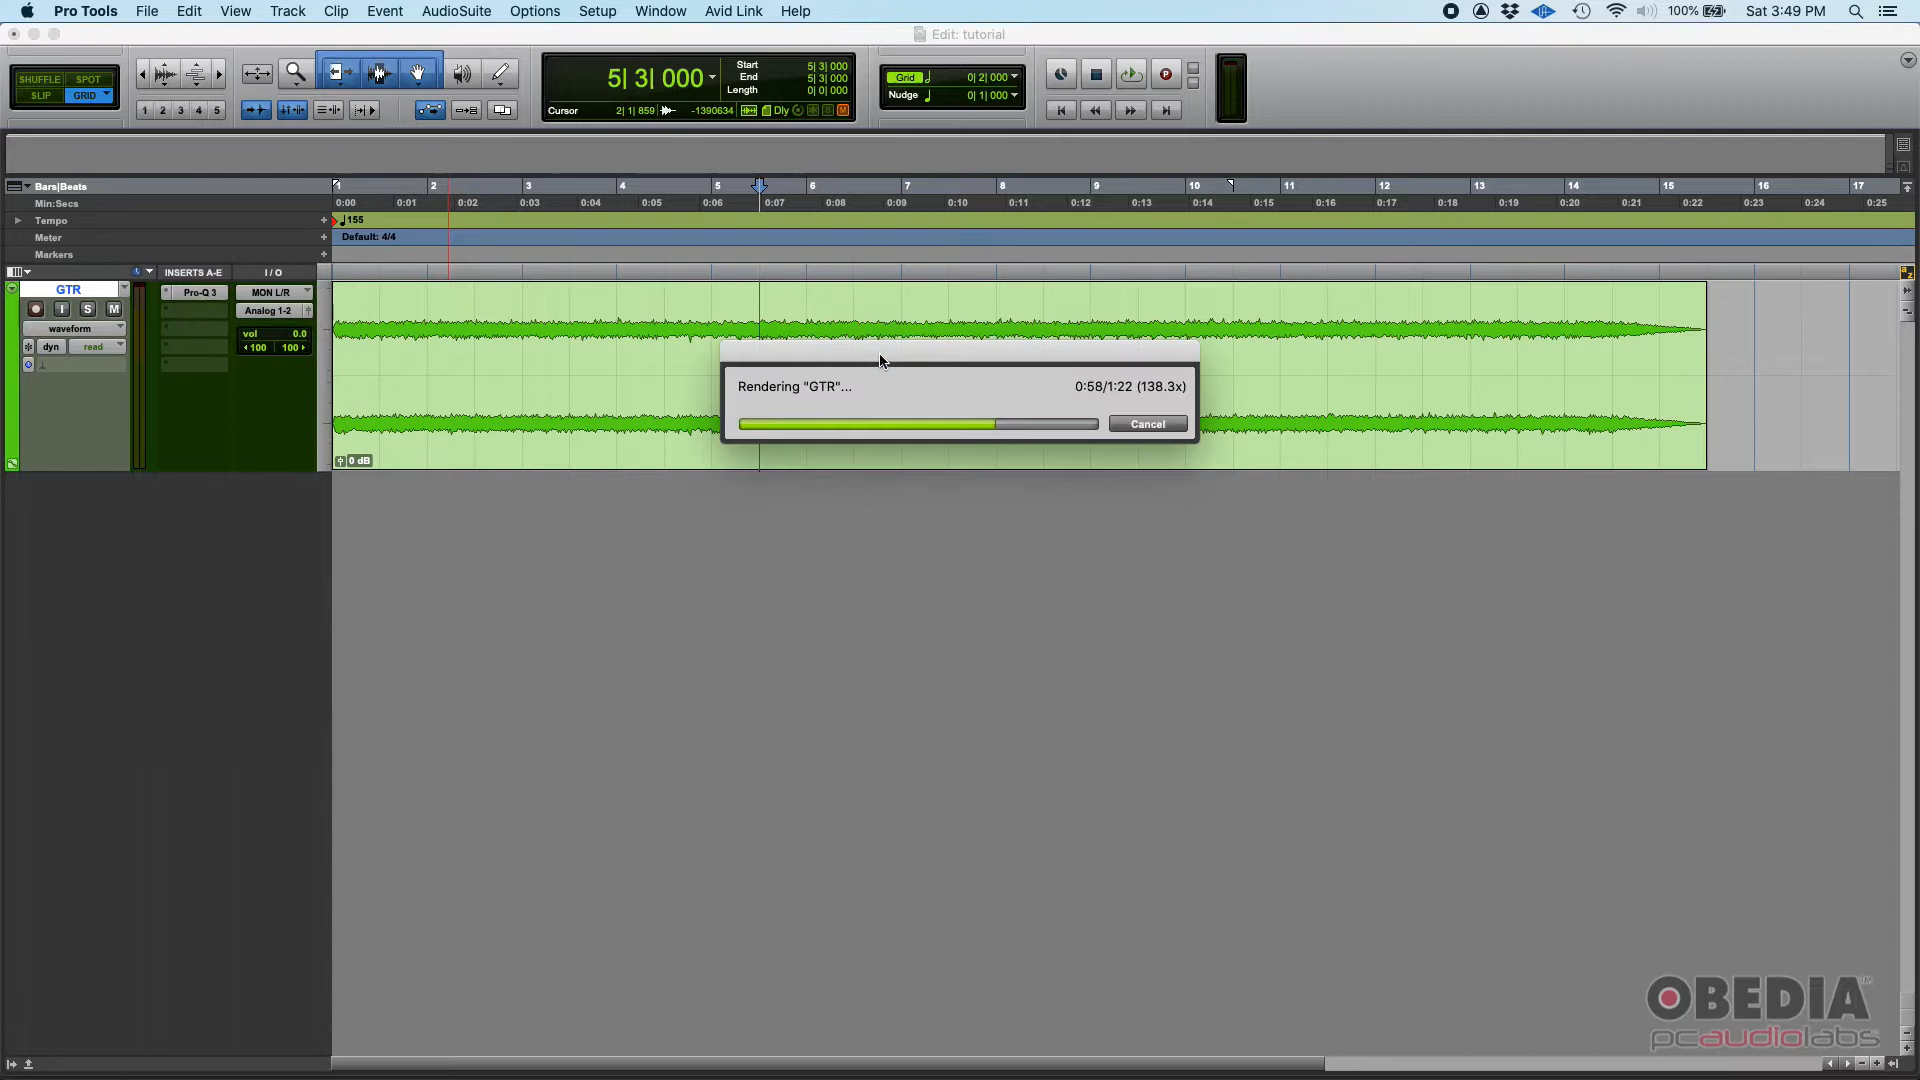 Pro Tools File Edit View Track Clip Event AudioSuite Options Setup Window Avid Link Help 100% Sat 3:49 PM
Edit: tutorial
SHUFFLE SPOT
SLIP GRID
1 2 3 4 5
5| 3| 000
Start 5| 3| 000
End 5| 3| 000
Length 0| 0| 000
Cursor 2| 1| 859 -1390634 Dly
Grid 0| 2| 000
Nudge 0| 1| 000
Bars|Beats 1 2 3 4 5 6 7 8 9 10 11 12 13 14 15 16 17
Min:Secs 0:00 0:01 0:02 0:03 0:04 0:05 0:06 0:07 0:08 0:09 0:10 0:11 0:12 0:13 0:14 0:15 0:16 0:17 0:18 0:19 0:20 0:21 0:22 0:23 0:24 0:25
Tempo + 155
Meter + Default: 4/4
Markers +
INSERTS A-E I / O
GTR Pro-Q 3 MON L/R
I S M Analog 1-2
waveform vol 0.0
dyn read 100 100
0 dB
Rendering "GTR"... 0:58/1:22 (138.3x)
Cancel
OBEDIA™
pcaudiolabs